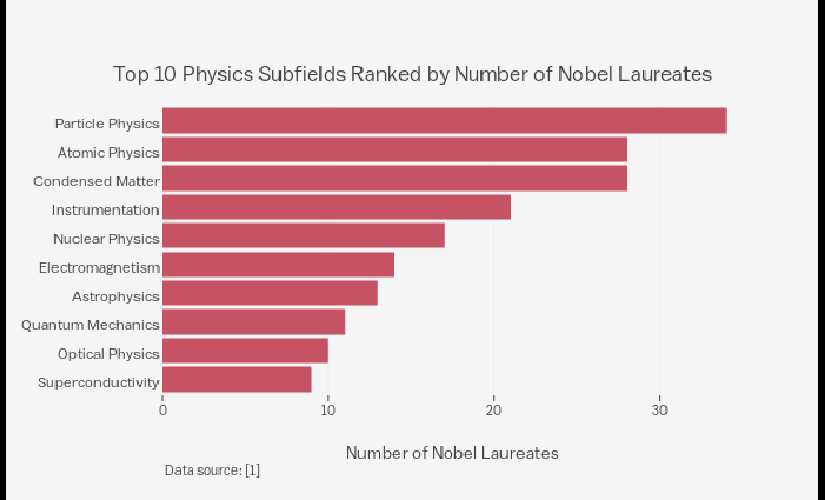 Top 10 Physics Subfields Ranked by Number of Nobel Laureates
Particle Physics
Atomic Physics
Condensed Matter
Instrumentation
Nuclear Physics
Electromagnetism
Astrophysics
Quantum Mechanics
Optical Physics
Superconductivity
0 10 20 30
Number of Nobel Laureates
Data source: [1]